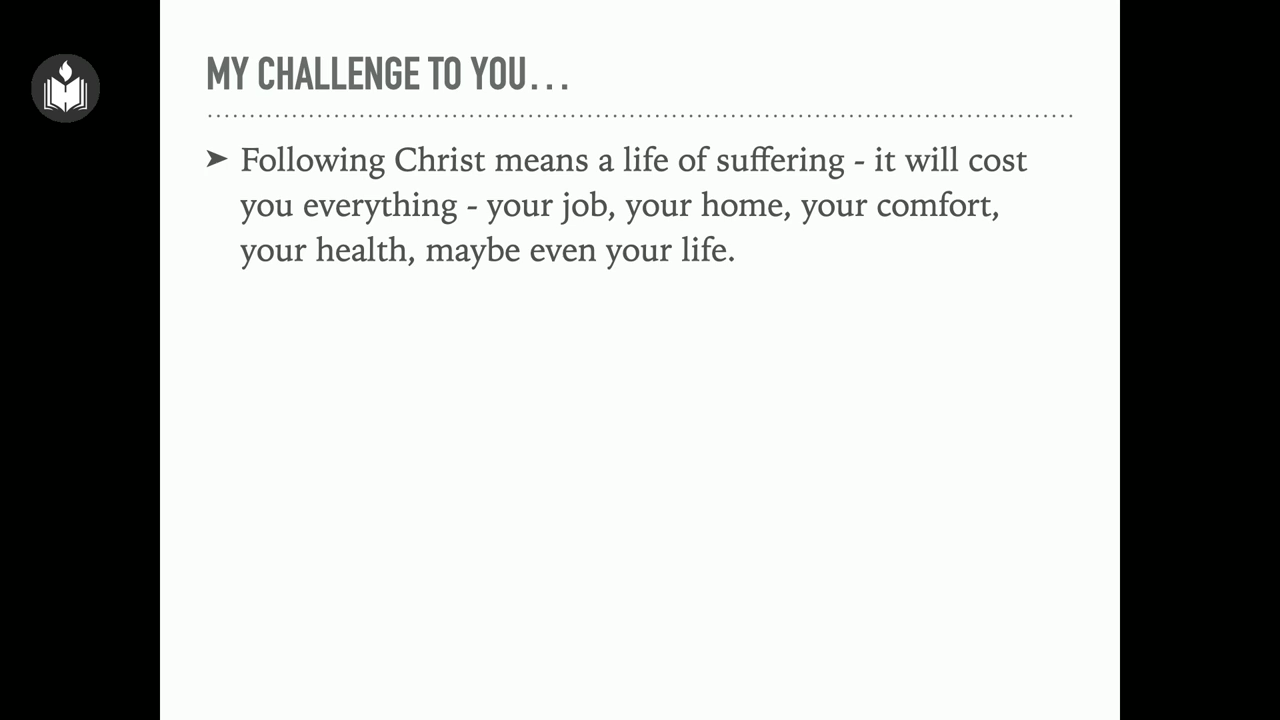 MY CHALLENGE TO YOU...
➤ Following Christ means a life of suffering - it will cost
you everything - your job, your home, your comfort,
your health, maybe even your life.